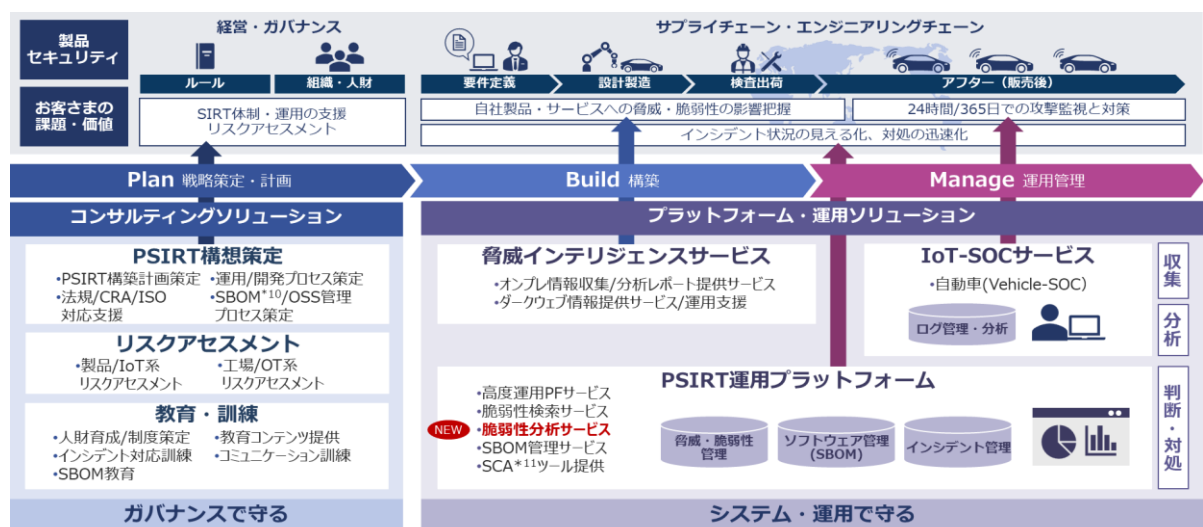 製品
セキュリティ
経営・ガバナンス
ルール
組織・人財
サプライチェーン・エンジニアリングチェーン
要件定義
設計製造
検査出荷
アフター（販売後）
お客さまの
課題・価値
SIRT体制・運用の支援
リスクアセスメント
自社製品・サービスへの脅威・脆弱性の影響把握
24時間/365日での攻撃監視と対策
インシデント状況の見える化、対処の迅速化
Plan 戦略策定・計画
Build 構築
Manage 運用管理
コンサルティングソリューション
PSIRT構想策定
•PSIRT構築計画策定
•法規/CRA/ISO
対応支援
•運用/開発プロセス策定
•SBOM*10/OSS管理
プロセス策定
リスクアセスメント
•製品/IoT系
リスクアセスメント
•工場/OT系
リスクアセスメント
教育・訓練
•人財育成/制度策定
•インシデント対応訓練
•SBOM教育
•教育コンテンツ提供
•コミュニケーション訓練
ガバナンスで守る
プラットフォーム・運用ソリューション
脅威インテリジェンスサービス
•オンプレ情報収集/分析レポート提供サービス
•ダークウェブ情報提供サービス/運用支援
IoT-SOCサービス
•自動車(Vehicle-SOC)
ログ管理・分析
収集
分析
PSIRT運用プラットフォーム
•高度運用PFサービス
•脆弱性検索サービス
NEW •脆弱性分析サービス
•SBOM管理サービス
•SCA*11ツール提供
脅威・脆弱性
管理
ソフトウェア管理
(SBOM)
インシデント管理
判断・対処
システム・運用で守る